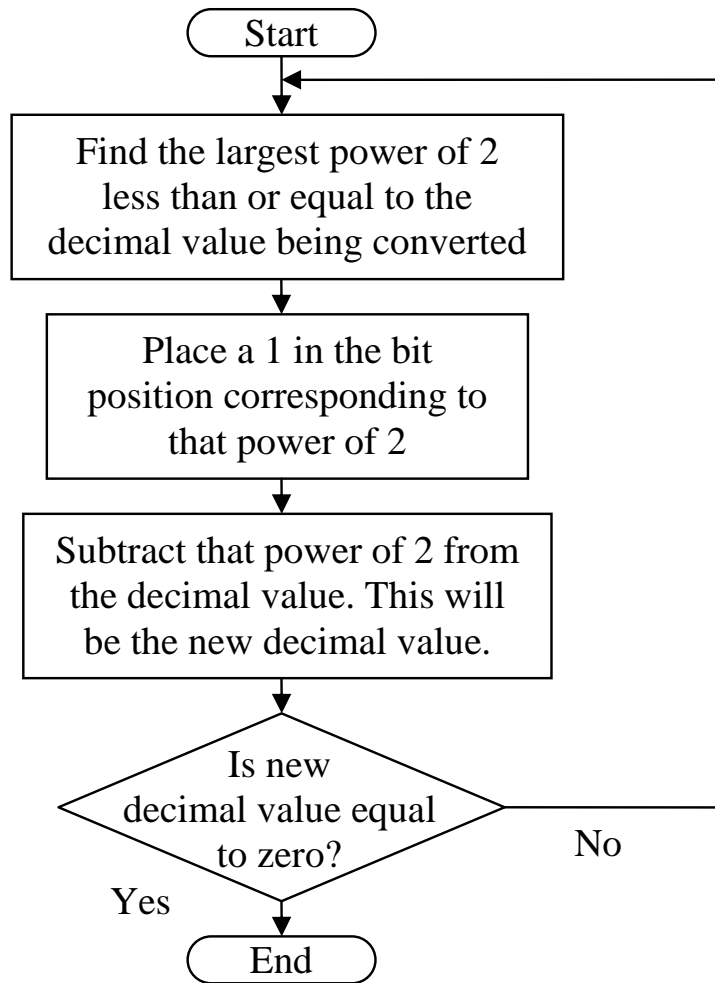 Start
Find the largest power of 2
less than or equal to the
decimal value being converted
Place a 1 in the bit
position corresponding to
that power of 2
Subtract that power of 2 from
the decimal value. This will
be the new decimal value.
Is new
decimal value equal
to zero?
No
Yes
End